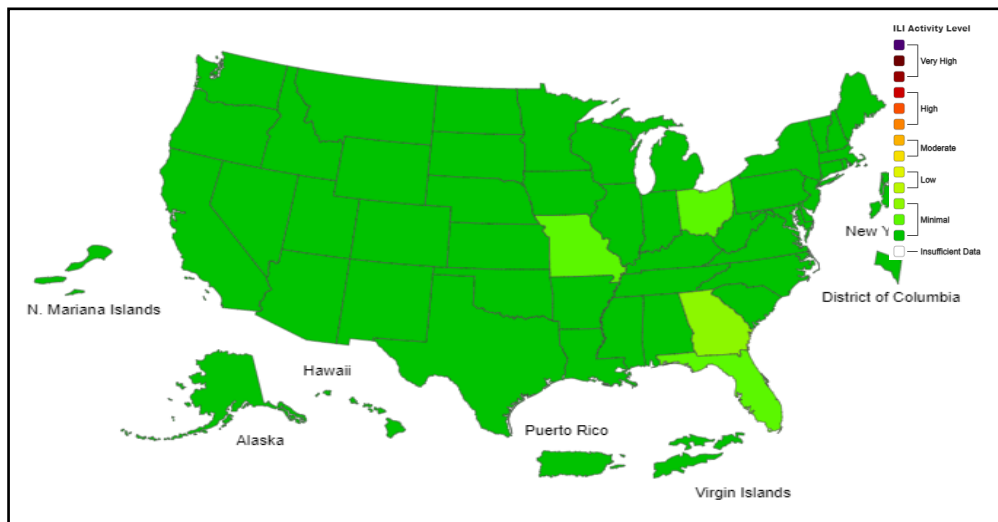 ILI Activity Level
Very High
High
Moderate
Low
Minimal
Insufficient Data
New Y
District of Columbia
N. Mariana Islands
Hawaii
Alaska
Puerto Rico
Virgin Islands